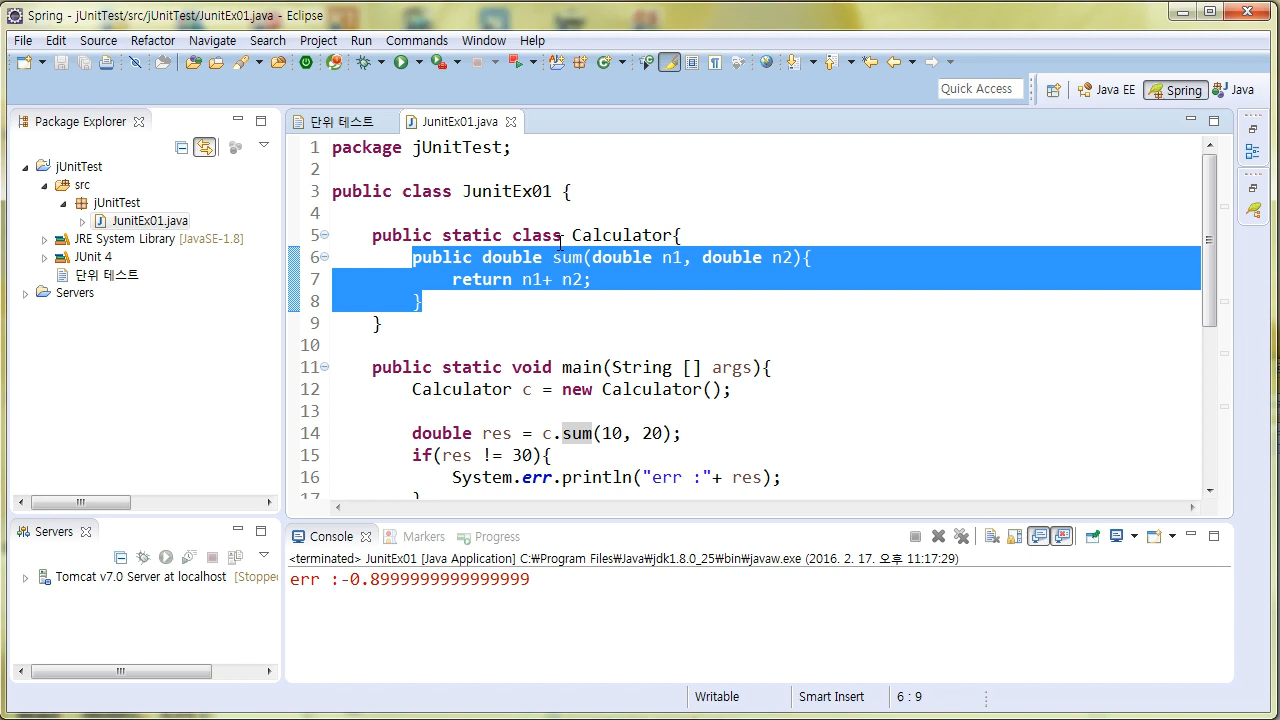 Spring - jUnitTest/src/jUnitTest/JunitEx01.java - Eclipse
File Edit Source Refactor Navigate Search Project Run Commands Window Help
Quick Access
Java EE
Spring
Java
Package Explorer
jUnitTest
src
jUnitTest
JunitEx01.java
JRE System Library [JavaSE-1.8]
JUnit 4
단위 테스트
Servers
단위 테스트
JunitEx01.java
1 package jUnitTest;
2
3 public class JunitEx01 {
4
5 public static class Calculator{
6 public double sum(double n1, double n2){
7 return n1+ n2;
8 }
9 }
10
11 public static void main(String [] args){
12 Calculator c = new Calculator();
13
14 double res = c.sum(10, 20);
15 if(res != 30){
16 System.err.println("err :"+ res);
17 }
Servers
Tomcat v7.0 Server at localhost [Stopped
Console
Markers
Progress
<terminated> JunitEx01 [Java Application] C:₩Program Files₩Java₩jdk1.8.0_25₩bin₩javaw.exe (2016. 2. 17. 오후 11:17:29)
err :-0.8999999999999999
Writable
Smart Insert
6 : 9